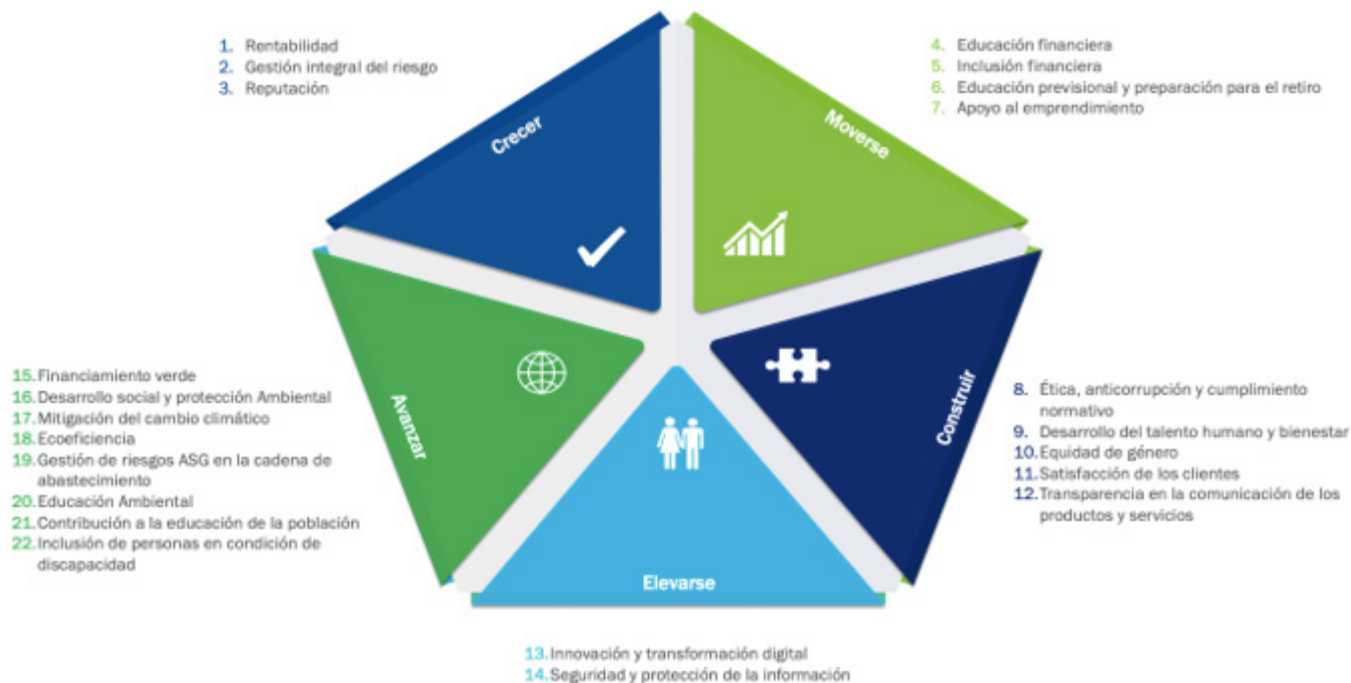 1. Rentabilidad
2. Gestión integral del riesgo
3. Reputación
4. Educación financiera
5. Inclusión financiera
6. Educación previsional y preparación para el retiro
7. Apoyo al emprendimiento
Crecer
Moverse
Avanzar
Construir
Elevarse
15. Financiamiento verde
16. Desarrollo social y protección Ambiental
17. Mitigación del cambio climático
18. Ecoeficiencia
19. Gestión de riesgos ASG en la cadena de
abastecimiento
20. Educación Ambiental
21. Contribución a la educación de la población
22. Inclusión de personas en condición de
discapacidad
8. Ética, anticorrupción y cumplimiento
normativo
9. Desarrollo del talento humano y bienestar
10. Equidad de género
11. Satisfacción de los clientes
12. Transparencia en la comunicación de los
productos y servicios
13. Innovación y transformación digital
14. Seguridad y protección de la información